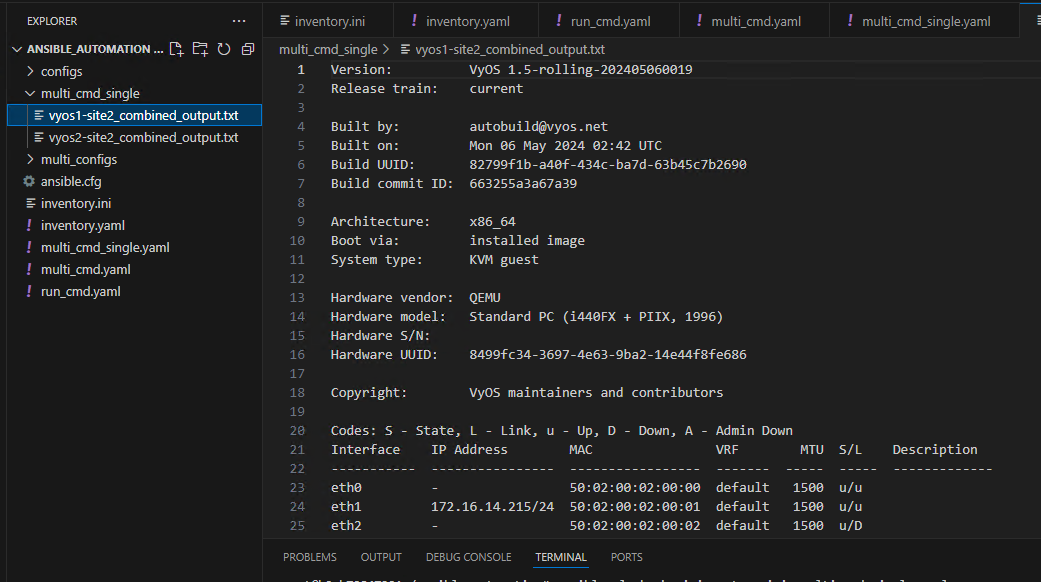 EXPLORER
ANSIBLE_AUTOMATION ...
configs
multi_cmd_single
vyos1-site2_combined_output.txt
vyos2-site2_combined_output.txt
multi_configs
ansible.cfg
inventory.ini
inventory.yaml
multi_cmd_single.yaml
multi_cmd.yaml
run_cmd.yaml
inventory.ini ! inventory.yaml ! run_cmd.yaml ! multi_cmd.yaml ! multi_cmd_single.yaml
multi_cmd_single > vyos1-site2_combined_output.txt
1 Version: VyOS 1.5-rolling-202405060019
2 Release train: current
3
4 Built by: autobuild@vyos.net
5 Built on: Mon 06 May 2024 02:42 UTC
6 Build UUID: 82799f1b-a40f-434c-ba7d-63b45c7b2690
7 Build commit ID: 663255a3a67a39
8
9 Architecture: x86_64
10 Boot via: installed image
11 System type: KVM guest
12
13 Hardware vendor: QEMU
14 Hardware model: Standard PC (i440FX + PIIX, 1996)
15 Hardware S/N:
16 Hardware UUID: 8499fc34-3697-4e63-9ba2-14e44f8fe686
17
18 Copyright: VyOS maintainers and contributors
19
20 Codes: S - State, L - Link, u - Up, D - Down, A - Admin Down
21 Interface IP Address MAC VRF MTU S/L Description
22 ----------- ---------------- ----------------- ------- ----- ----- -------------
23 eth0 - 50:02:00:02:00:00 default 1500 u/u
24 eth1 172.16.14.215/24 50:02:00:02:00:01 default 1500 u/u
25 eth2 - 50:02:00:02:00:02 default 1500 u/D
PROBLEMS OUTPUT DEBUG CONSOLE TERMINAL PORTS